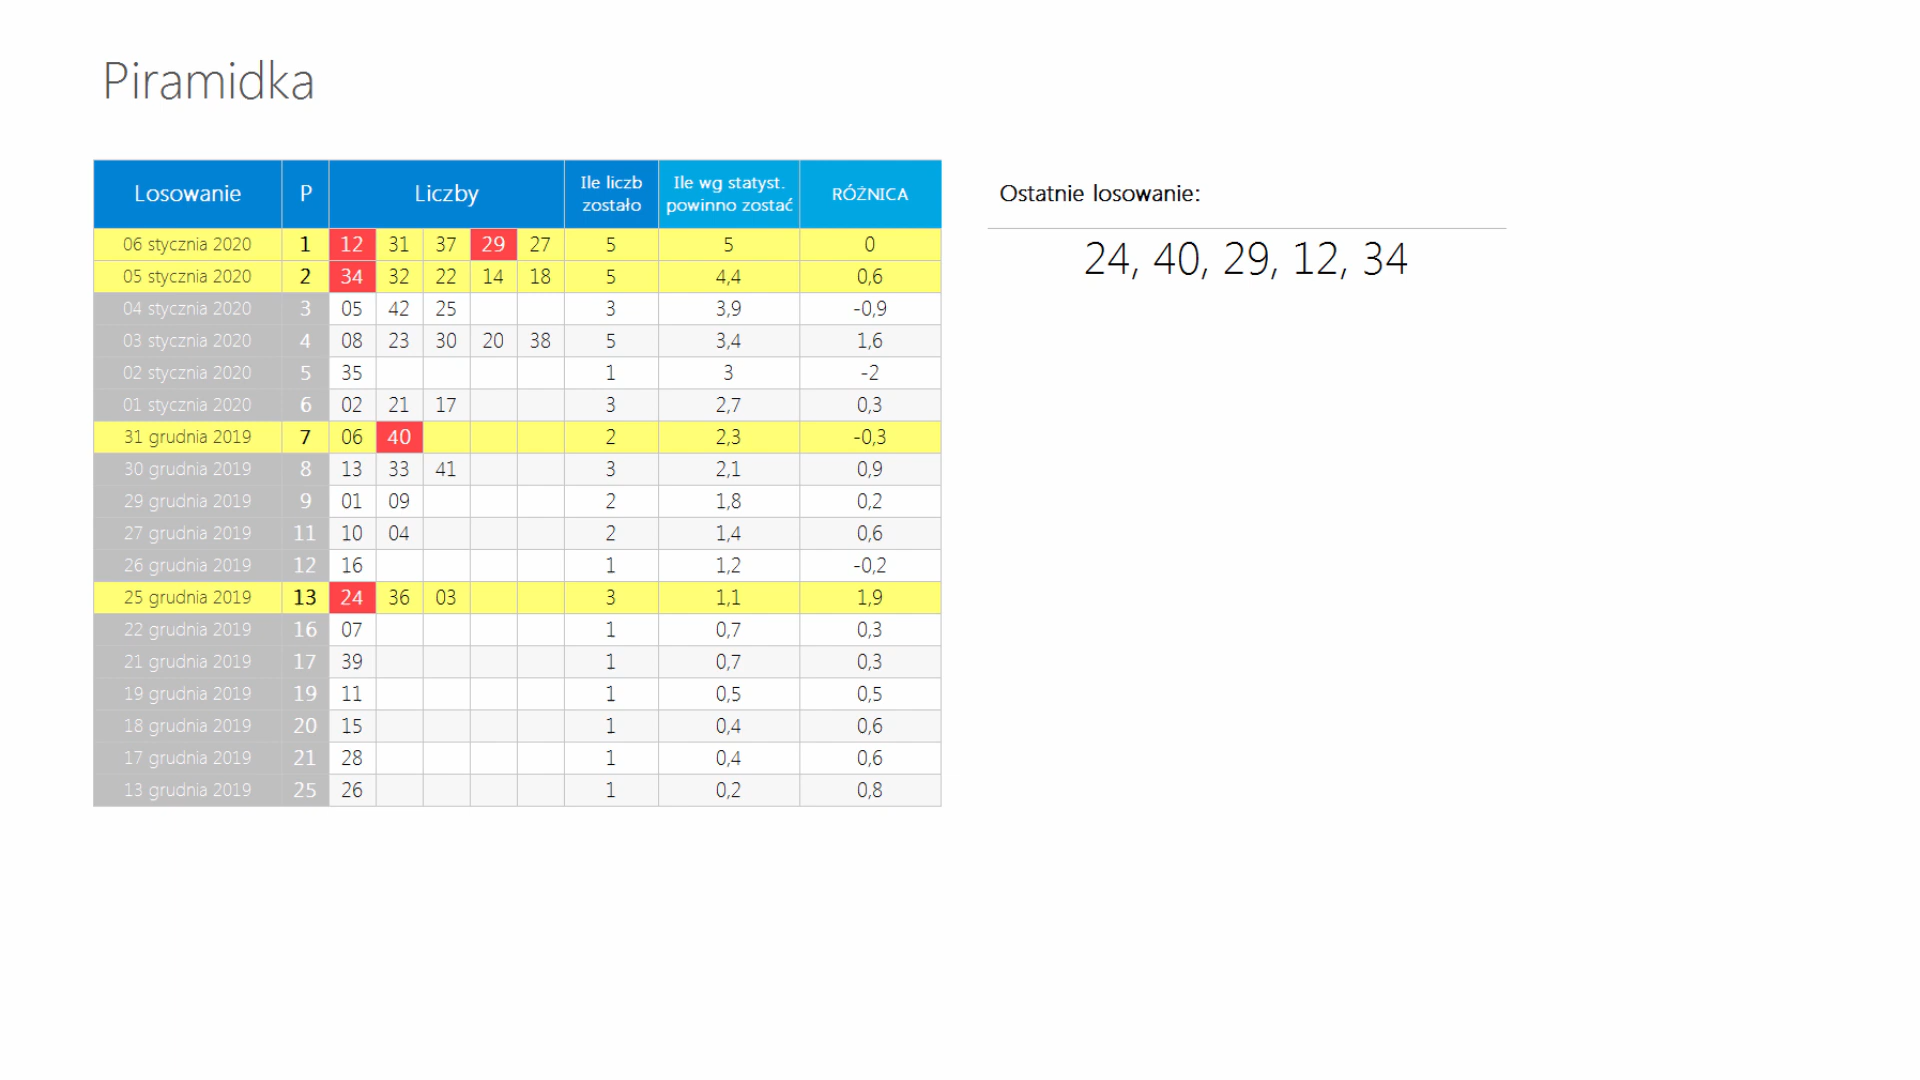 Piramidka
Losowanie P Liczby Ile liczb zostało Ile wg statyst. powinno zostać RÓŻNICA
06 stycznia 2020 1 12 31 37 29 27 5 5 0
05 stycznia 2020 2 34 32 22 14 18 5 4,4 0,6
04 stycznia 2020 3 05 42 25 3 3,9 -0,9
03 stycznia 2020 4 08 23 30 20 38 5 3,4 1,6
02 stycznia 2020 5 35 1 3 -2
01 stycznia 2020 6 02 21 17 3 2,7 0,3
31 grudnia 2019 7 06 40 2 2,3 -0,3
30 grudnia 2019 8 13 33 41 3 2,1 0,9
29 grudnia 2019 9 01 09 2 1,8 0,2
27 grudnia 2019 11 10 04 2 1,4 0,6
26 grudnia 2019 12 16 1 1,2 -0,2
25 grudnia 2019 13 24 36 03 3 1,1 1,9
22 grudnia 2019 16 07 1 0,7 0,3
21 grudnia 2019 17 39 1 0,7 0,3
19 grudnia 2019 19 11 1 0,5 0,5
18 grudnia 2019 20 15 1 0,4 0,6
17 grudnia 2019 21 28 1 0,4 0,6
13 grudnia 2019 25 26 1 0,2 0,8
Ostatnie losowanie:
24, 40, 29, 12, 34